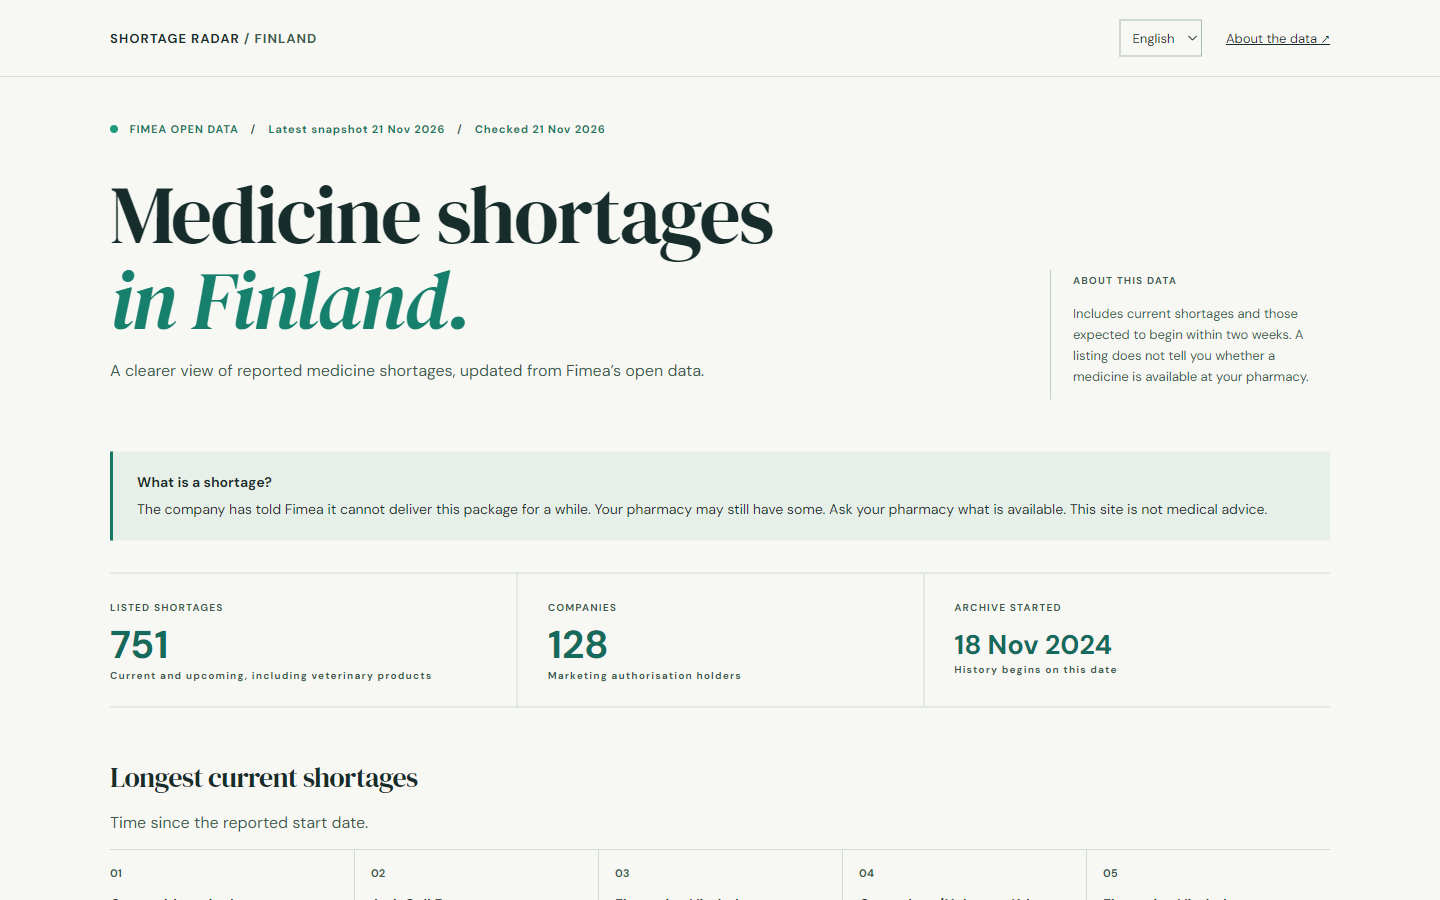 SHORTAGE RADAR / FINLAND
English
About the data ↗
FIMEA OPEN DATA / Latest snapshot 21 Nov 2026 / Checked 21 Nov 2026
Medicine shortages
in Finland.
A clearer view of reported medicine shortages, updated from Fimea’s open data.
ABOUT THIS DATA
Includes current shortages and those
expected to begin within two weeks. A
listing does not tell you whether a
medicine is available at your pharmacy.
What is a shortage?
The company has told Fimea it cannot deliver this package for a while. Your pharmacy may still have some. Ask your pharmacy what is available. This site is not medical advice.
LISTED SHORTAGES
751
Current and upcoming, including veterinary products
COMPANIES
128
Marketing authorisation holders
ARCHIVE STARTED
18 Nov 2024
History begins on this date
Longest current shortages
Time since the reported start date.
01
02
03
04
05